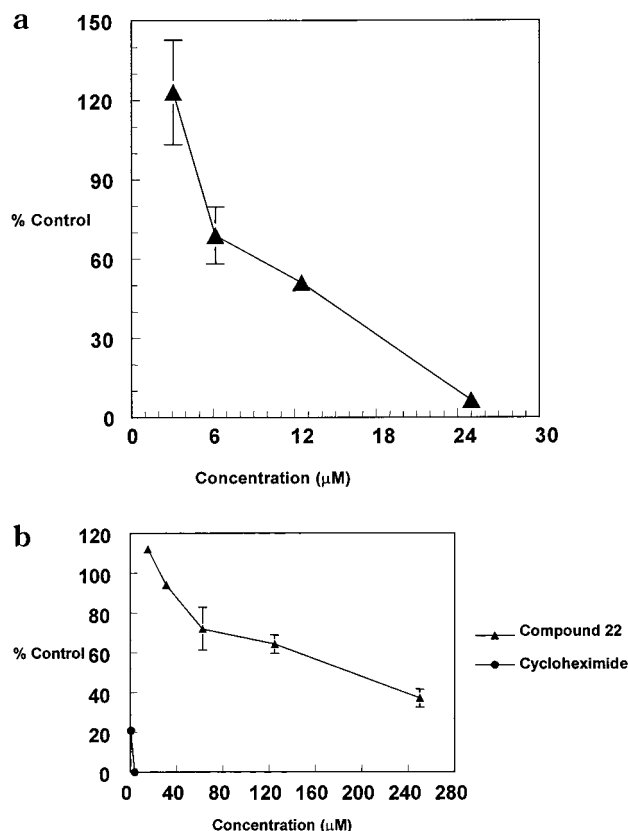 a
150
120
90
% Control
60
30
0
0 6 12 18 24 30
Concentration (μM)
b
120
100
80
% Control
60
40
20
0
0 40 80 120 160 200 250 280
Compound 22
Cycloheximide
Concentration (μM)